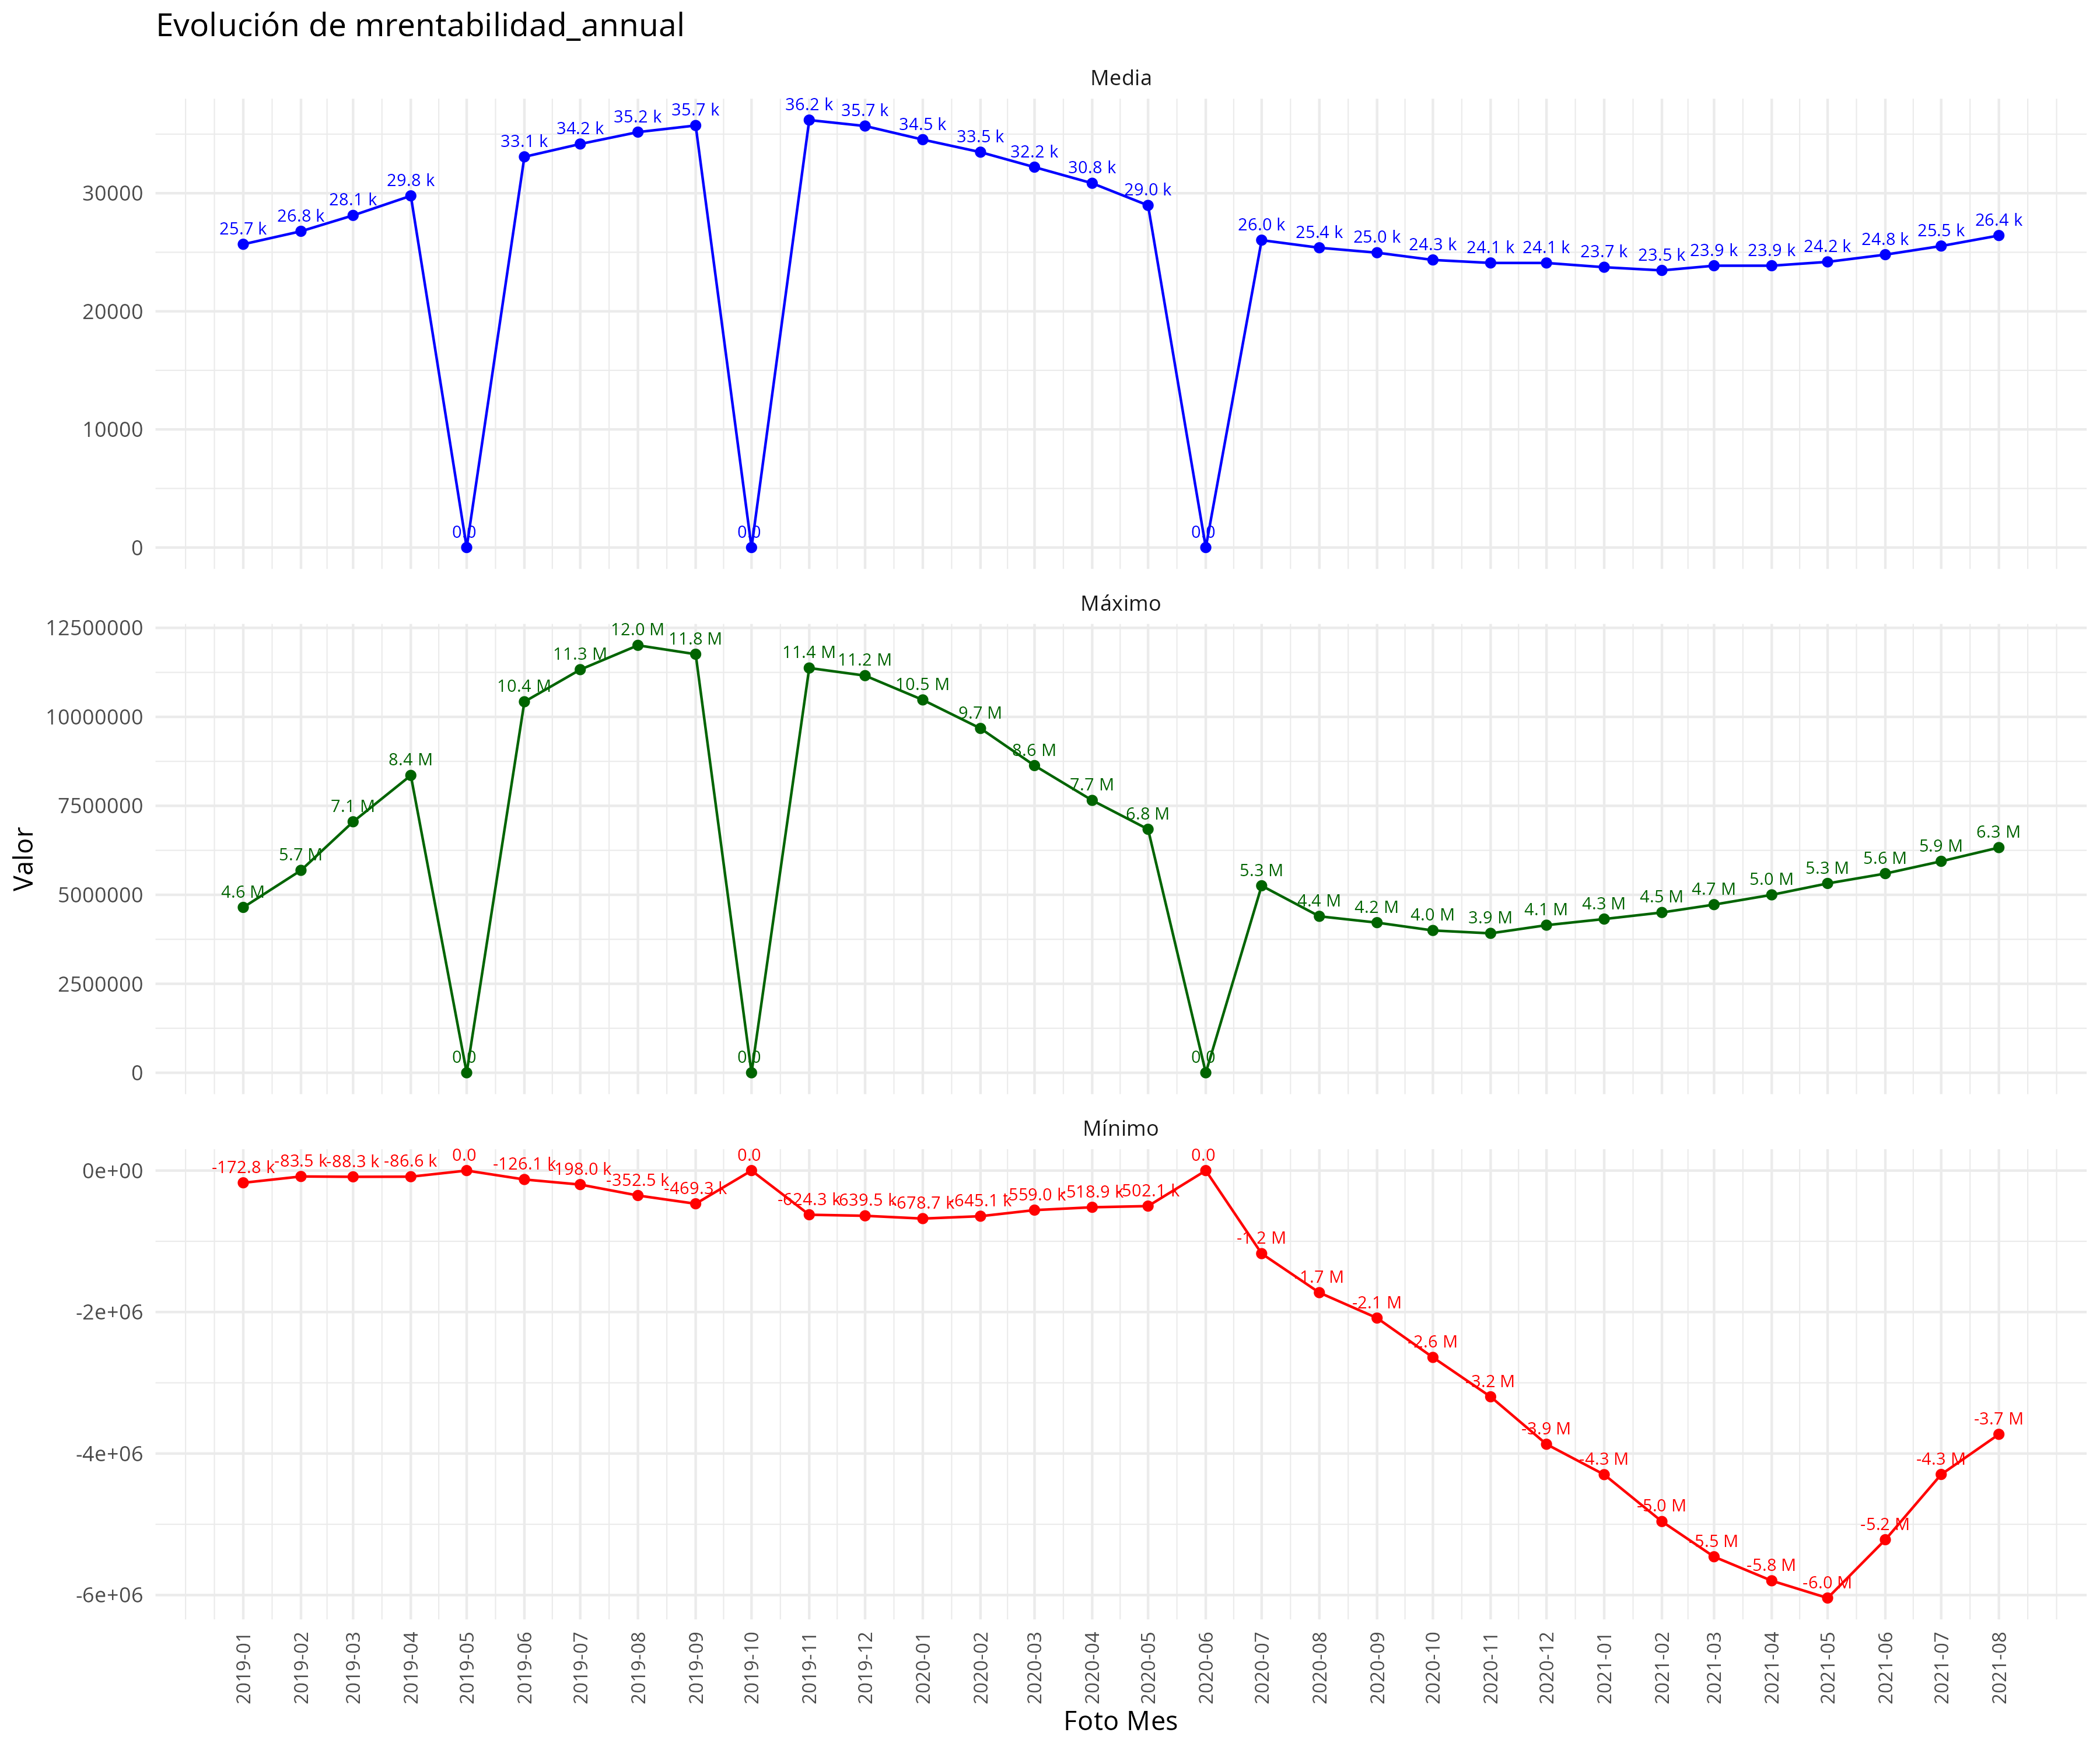 Evolución de mrentabilidad_annual
Media
25.7 k 26.8 k 28.1 k 29.8 k 0.0 33.1 k 34.2 k 35.2 k 35.7 k 0.0 36.2 k 35.7 k 34.5 k 33.5 k 32.2 k 30.8 k 29.0 k 0.0 26.0 k 25.4 k 25.0 k 24.3 k 24.1 k 24.1 k 23.7 k 23.5 k 23.9 k 23.9 k 24.2 k 24.8 k 25.5 k 26.4 k
30000
20000
10000
0
Máximo
4.6 M 5.7 M 7.1 M 8.4 M 0.0 10.4 M 11.3 M 12.0 M 11.8 M 0.0 11.4 M 11.2 M 10.5 M 9.7 M 8.6 M 7.7 M 6.8 M 0.0 5.3 M 4.4 M 4.2 M 4.0 M 3.9 M 4.1 M 4.3 M 4.5 M 4.7 M 5.0 M 5.3 M 5.6 M 5.9 M 6.3 M
12500000
10000000
7500000
5000000
2500000
0
Valor
Mínimo
-172.8 k -83.5 k -88.3 k -86.6 k 0.0 -126.1 k -198.0 k -352.5 k -469.3 k 0.0 -624.3 k -639.5 k -678.7 k -645.1 k -559.0 k -518.9 k -502.1 k 0.0 -1.2 M -1.7 M -2.1 M -2.6 M -3.2 M -3.9 M -4.3 M -5.0 M -5.5 M -5.8 M -6.0 M -5.2 M -4.3 M -3.7 M
0e+00
-2e+06
-4e+06
-6e+06
2019-01 2019-02 2019-03 2019-04 2019-05 2019-06 2019-07 2019-08 2019-09 2019-10 2019-11 2019-12 2020-01 2020-02 2020-03 2020-04 2020-05 2020-06 2020-07 2020-08 2020-09 2020-10 2020-11 2020-12 2021-01 2021-02 2021-03 2021-04 2021-05 2021-06 2021-07 2021-08
Foto Mes